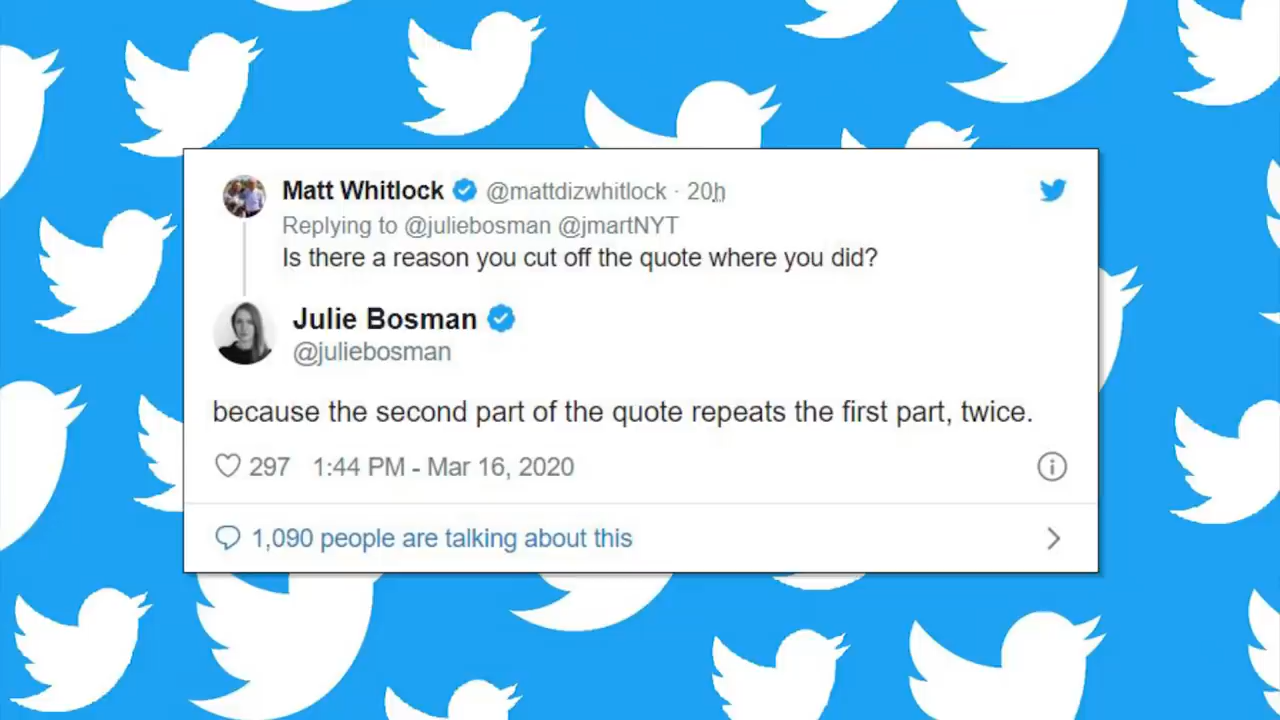 Matt Whitlock @mattdizwhitlock · 20h
Replying to @juliebosman @jmartNYT
Is there a reason you cut off the quote where you did?
Julie Bosman
@juliebosman
because the second part of the quote repeats the first part, twice.
297 1:44 PM - Mar 16, 2020
1,090 people are talking about this